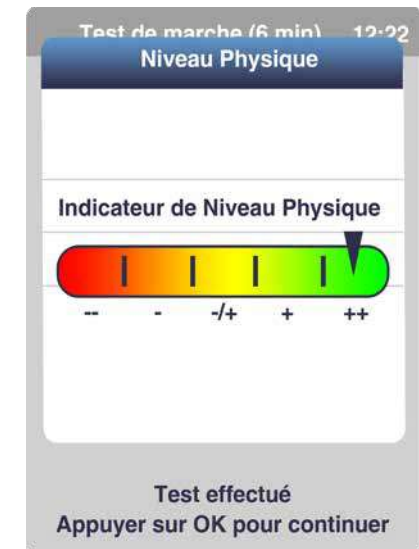 Test de marche (6 min) 12:22
Niveau Physique
Indicateur de Niveau Physique
-- - -/+ + ++
Test effectué
Appuyer sur OK pour continuer